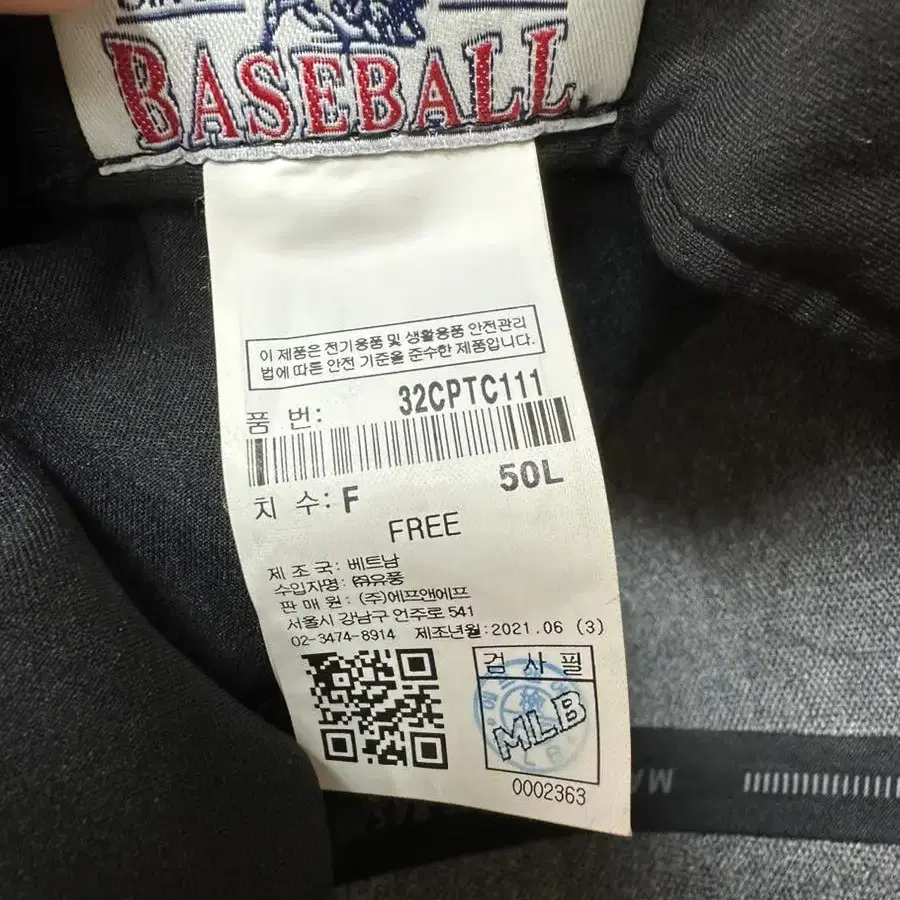 BASEBALL
이 제품은 전기용품 및 생활용품 안전관리
법에 따른 안전 기준을 준수한 제품입니다.
품 번: 32CPTC111
50L
치 수: F
FREE
제 조 국: 베트남
수입자명: ㈜유풍
판 매 원: (주)에프앤에프
서울시 강남구 언주로 541
02-3474-8914 제조년월:2021.06 (3)
검 사 필
MLB
0002363